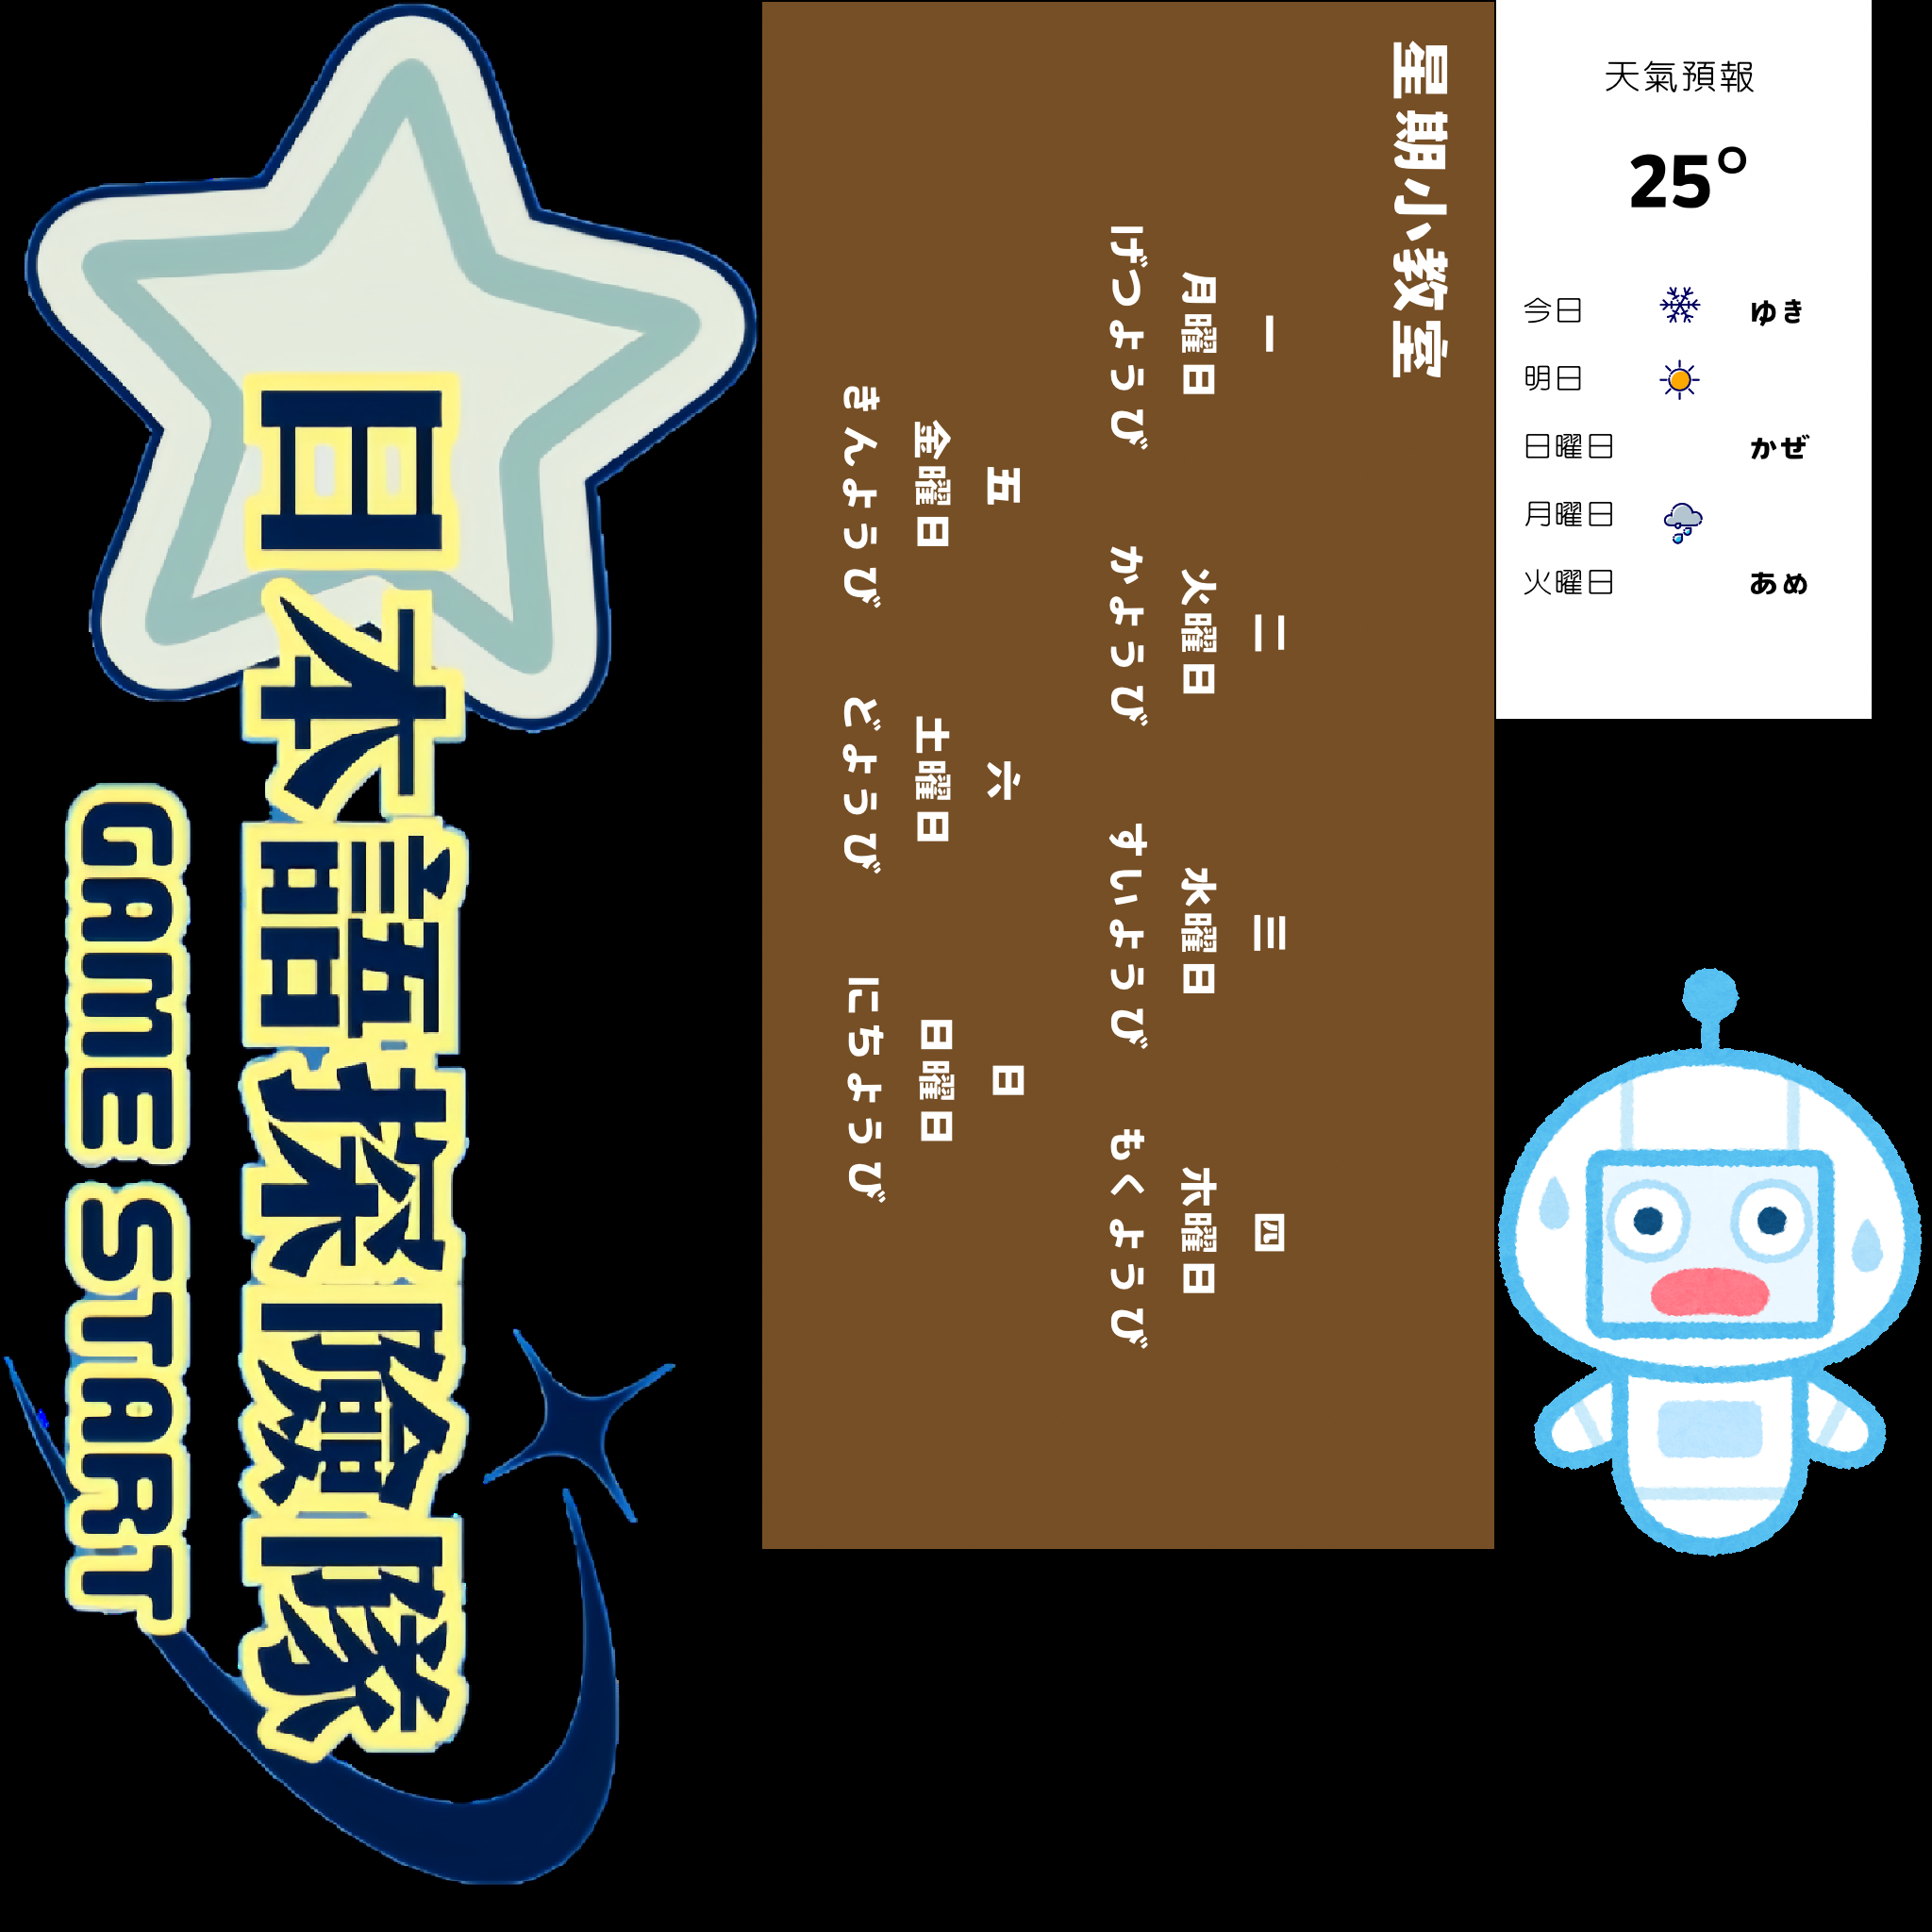 日本語探險隊
GAME START
星期小教室
一 二 三 四
月曜日 火曜日 水曜日 木曜日
げつようび かようび すいようび もくようび
五 六 日
金曜日 土曜日 日曜日
きんようび どようび にちようび
天氣預報
25°
今日 ゆき
明日
日曜日 かぜ
月曜日
火曜日 あめ